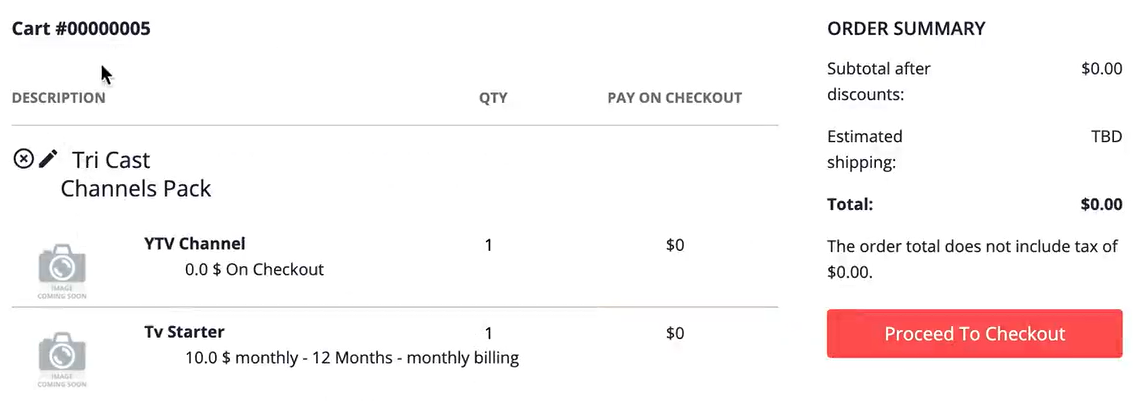 Cart #00000005
DESCRIPTION QTY PAY ON CHECKOUT
Tri Cast
Channels Pack
IMAGE
COMING SOON
YTV Channel 1 $0
0.0 $ On Checkout
IMAGE
COMING SOON
Tv Starter 1 $0
10.0 $ monthly - 12 Months - monthly billing
ORDER SUMMARY
Subtotal after $0.00
discounts:
Estimated TBD
shipping:
Total: $0.00
The order total does not include tax of
$0.00.
Proceed To Checkout